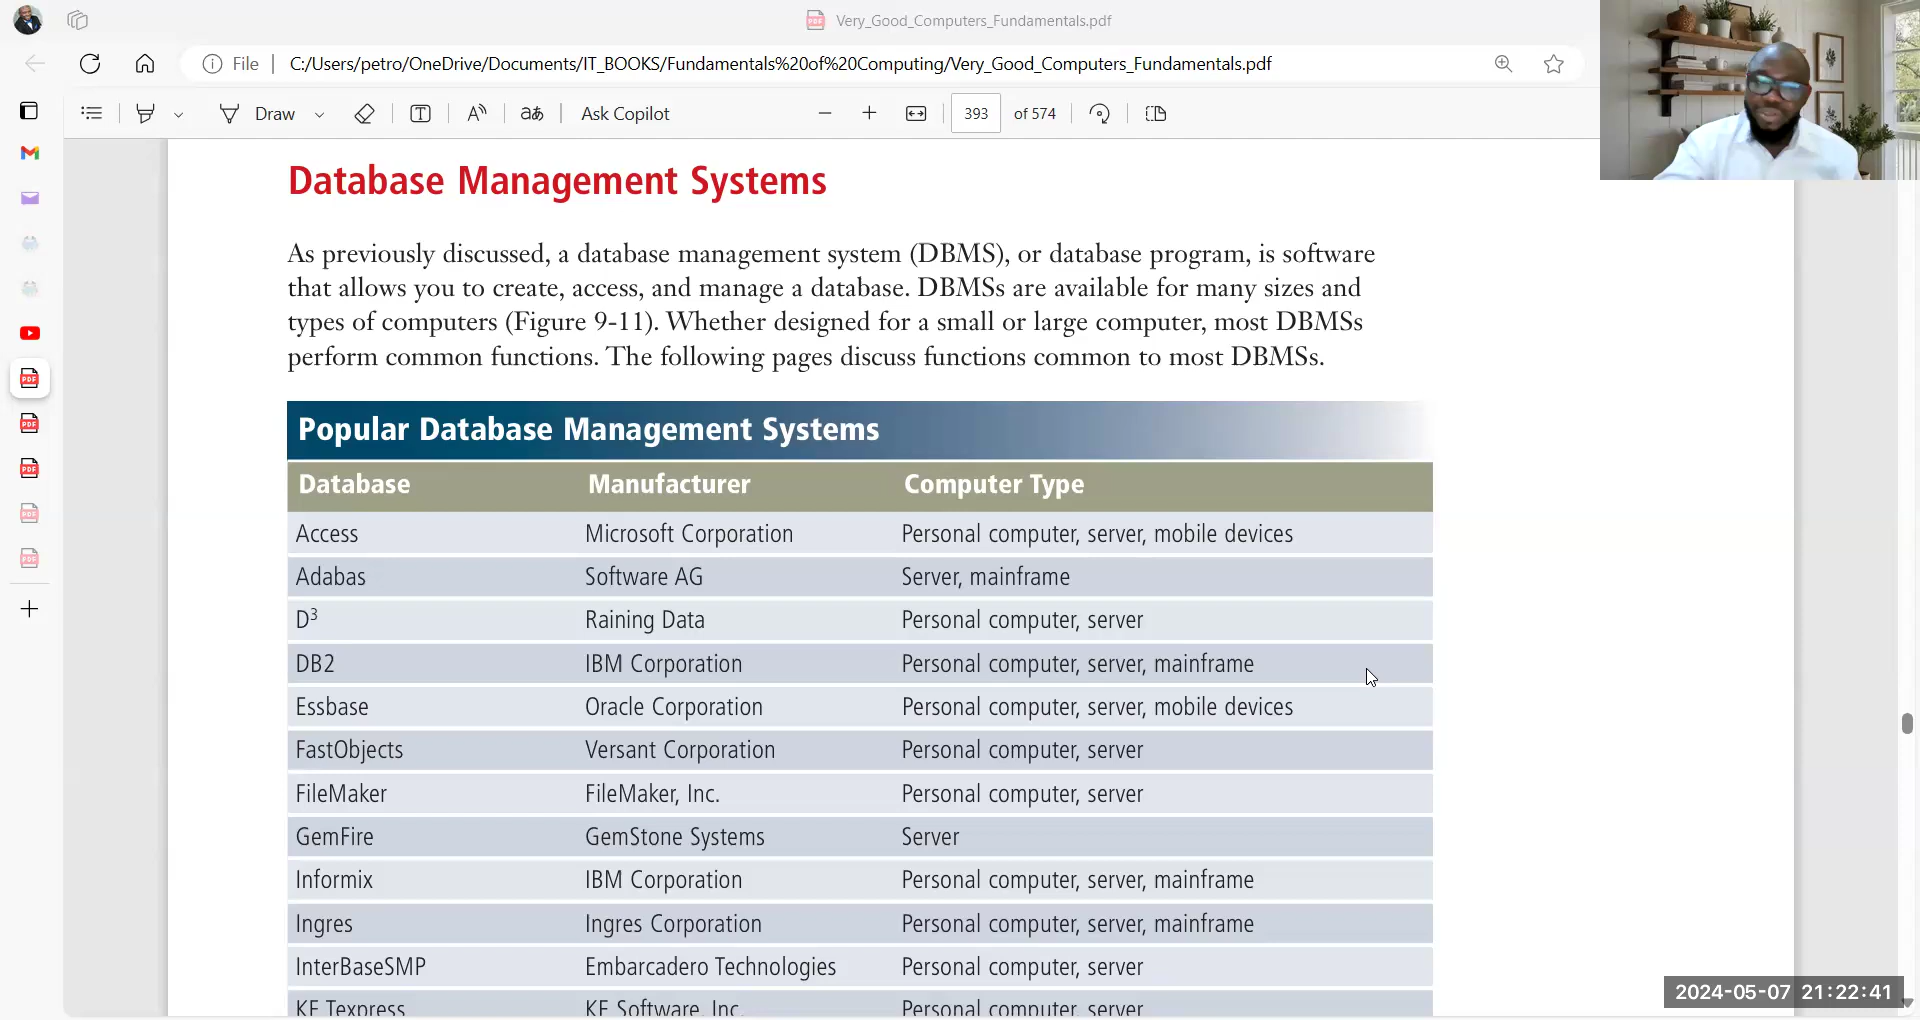 Very_Good_Computers_Fundamentals.pdf
File
C:/Users/petro/OneDrive/Documents/IT_BOOKS/Fundamentals%20of%20Computing/Very_Good_Computers_Fundamentals.pdf
Draw
Ask Copilot
393 of 574
Database Management Systems
As previously discussed, a database management system (DBMS), or database program, is software
that allows you to create, access, and manage a database. DBMSs are available for many sizes and
types of computers (Figure 9-11). Whether designed for a small or large computer, most DBMSs
perform common functions. The following pages discuss functions common to most DBMSs.
Popular Database Management Systems
Database Manufacturer Computer Type
Access Microsoft Corporation Personal computer, server, mobile devices
Adabas Software AG Server, mainframe
D³ Raining Data Personal computer, server
DB2 IBM Corporation Personal computer, server, mainframe
Essbase Oracle Corporation Personal computer, server, mobile devices
FastObjects Versant Corporation Personal computer, server
FileMaker FileMaker, Inc. Personal computer, server
GemFire GemStone Systems Server
Informix IBM Corporation Personal computer, server, mainframe
Ingres Ingres Corporation Personal computer, server, mainframe
InterBaseSMP Embarcadero Technologies Personal computer, server
KE Texpress KE Software, Inc. Personal computer, server
2024-05-07 21:22:41